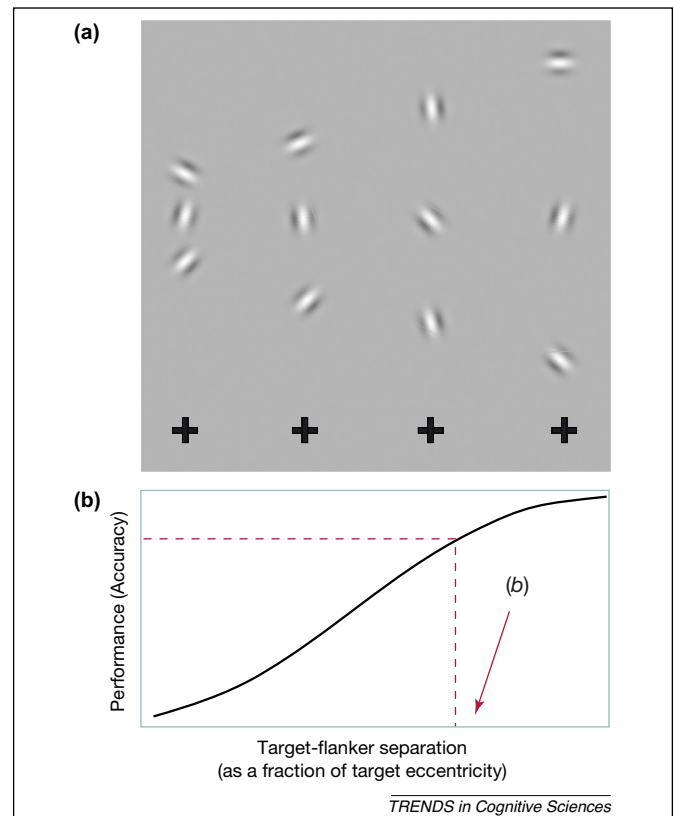 (a)
(b)
Performance (Accuracy)
(b)
Target-flanker separation
(as a fraction of target eccentricity)
TRENDS in Cognitive Sciences